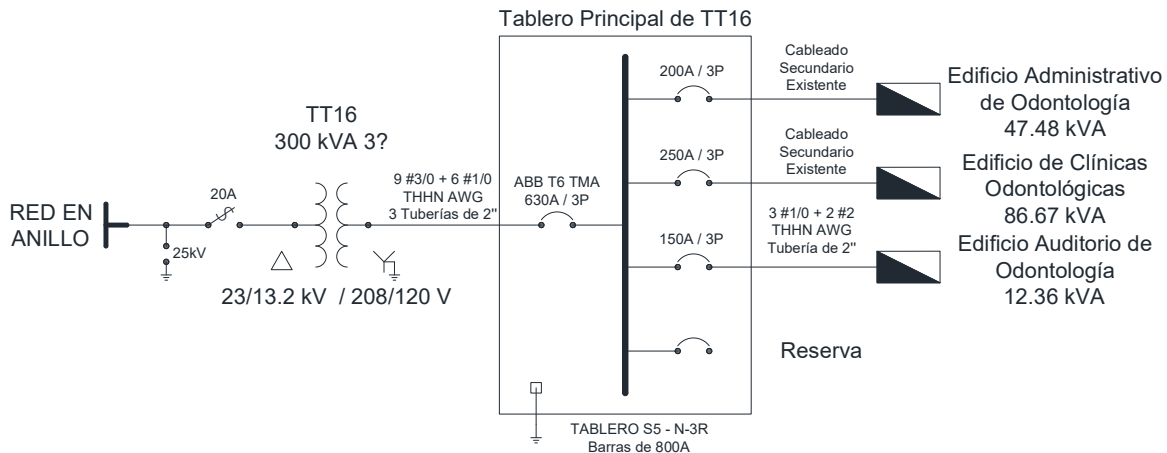 Tablero Principal de TT16
RED EN
ANILLO
25kV
20A
TT16
300 kVA 3?
23/13.2 kV / 208/120 V
9 #3/0 + 6 #1/0
THHN AWG
3 Tuberías de 2"
ABB T6 TMA
630A / 3P
200A / 3P
Cableado
Secundario
Existente
Edificio Administrativo
de Odontología
47.48 kVA
250A / 3P
Cableado
Secundario
Existente
Edificio de Clínicas
Odontológicas
86.67 kVA
150A / 3P
3 #1/0 + 2 #2
THHN AWG
Tubería de 2"
Edificio Auditorio de
Odontología
12.36 kVA
Reserva
TABLERO S5 - N-3R
Barras de 800A